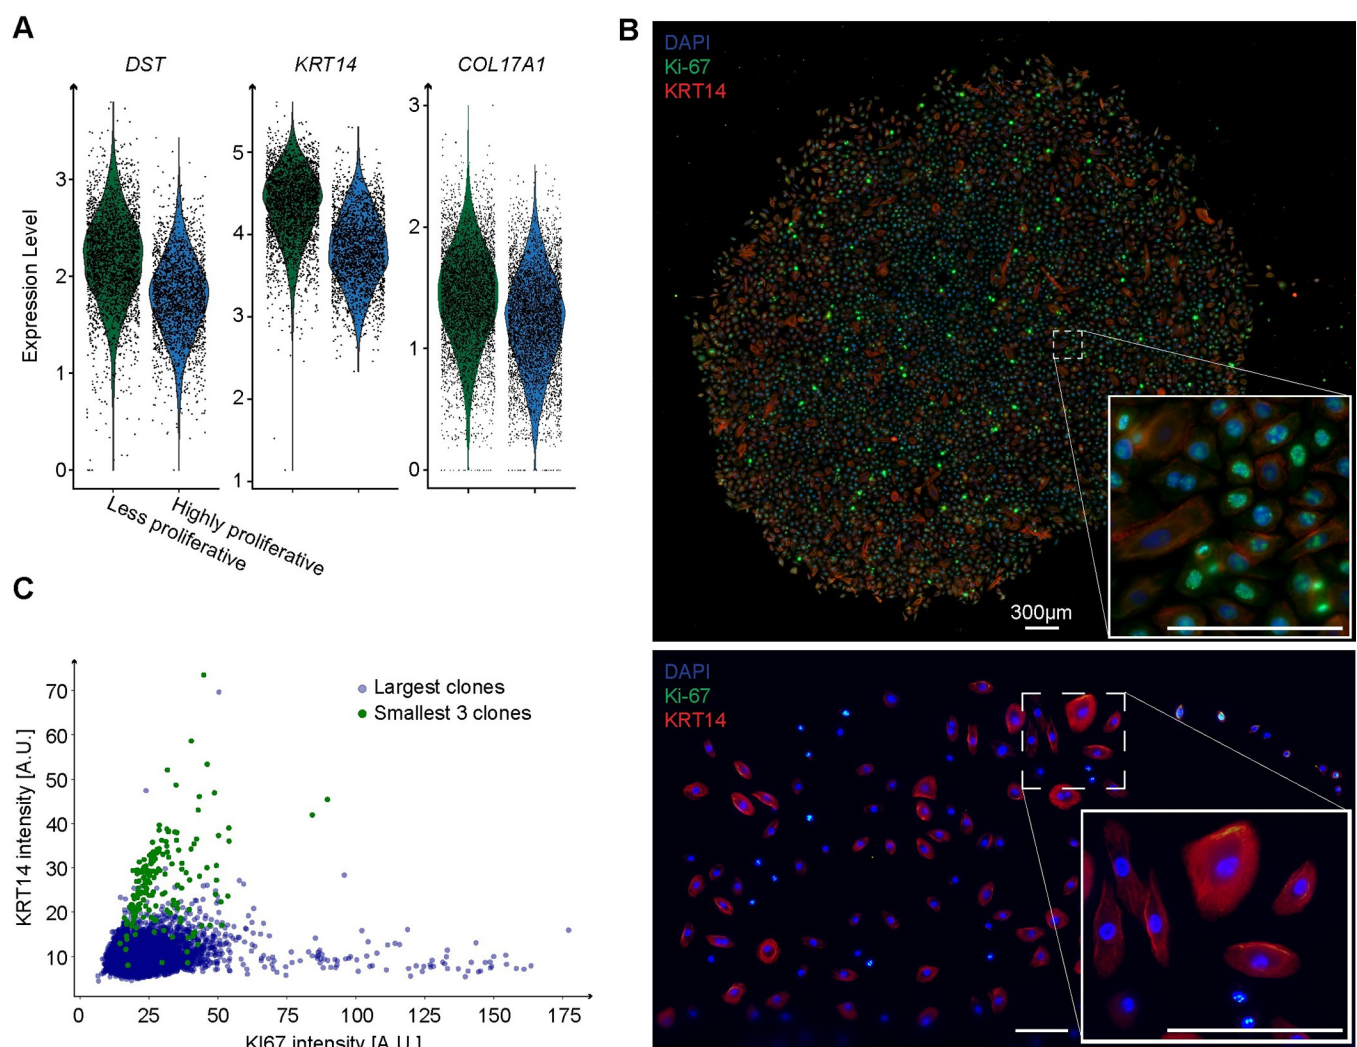 A
DST
KRT14
COL17A1
Expression Level
3
2
1
0
5
4
3
2
1
3
2
1
0
Less proliferative
Highly proliferative
B
DAPI
Ki-67
KRT14
300µm
DAPI
Ki-67
KRT14
C
KRT14 intensity [A.U.]
70
60
50
40
30
20
10
Largest clones
Smallest 3 clones
0
25
50
75
100
125
150
175
KI67 intensity [A.U.]